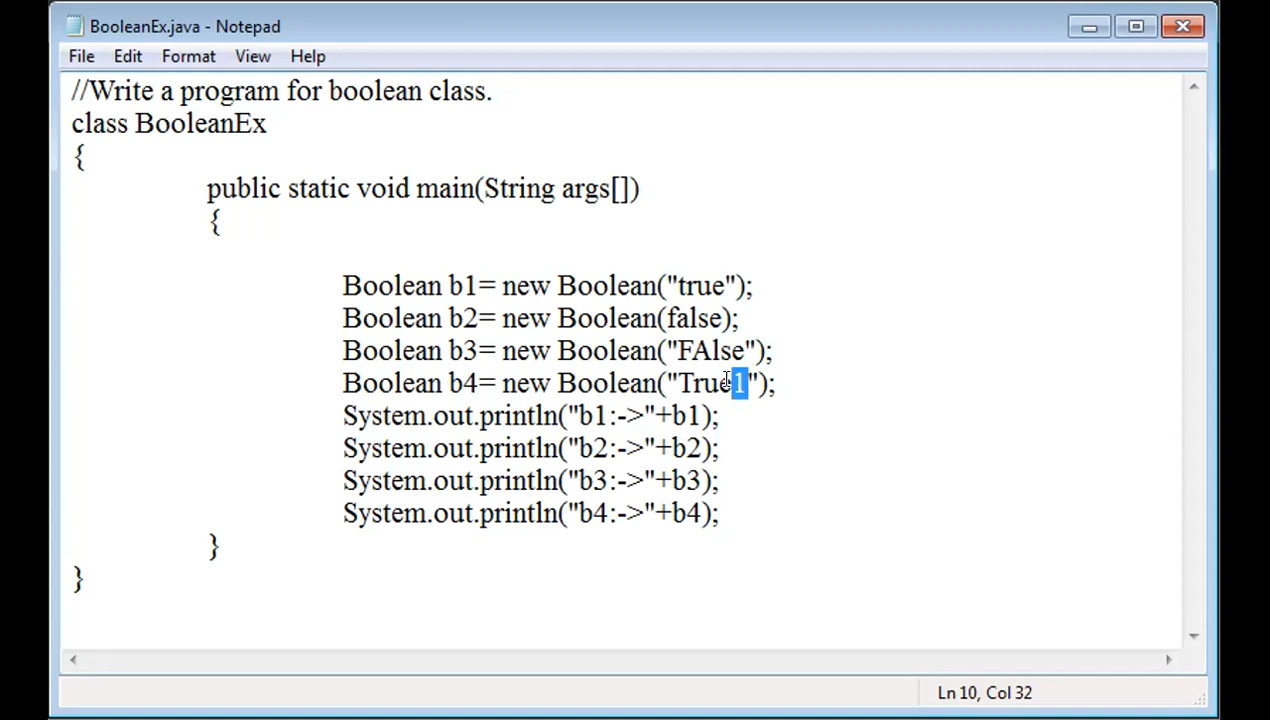 BooleanEx.java - Notepad
File Edit Format View Help
//Write a program for boolean class.
class BooleanEx
{
public static void main(String args[])
{
Boolean b1= new Boolean("true");
Boolean b2= new Boolean(false);
Boolean b3= new Boolean("FAlse");
Boolean b4= new Boolean("True1");
System.out.println("b1:->"+b1);
System.out.println("b2:->"+b2);
System.out.println("b3:->"+b3);
System.out.println("b4:->"+b4);
}
}
Ln 10, Col 32